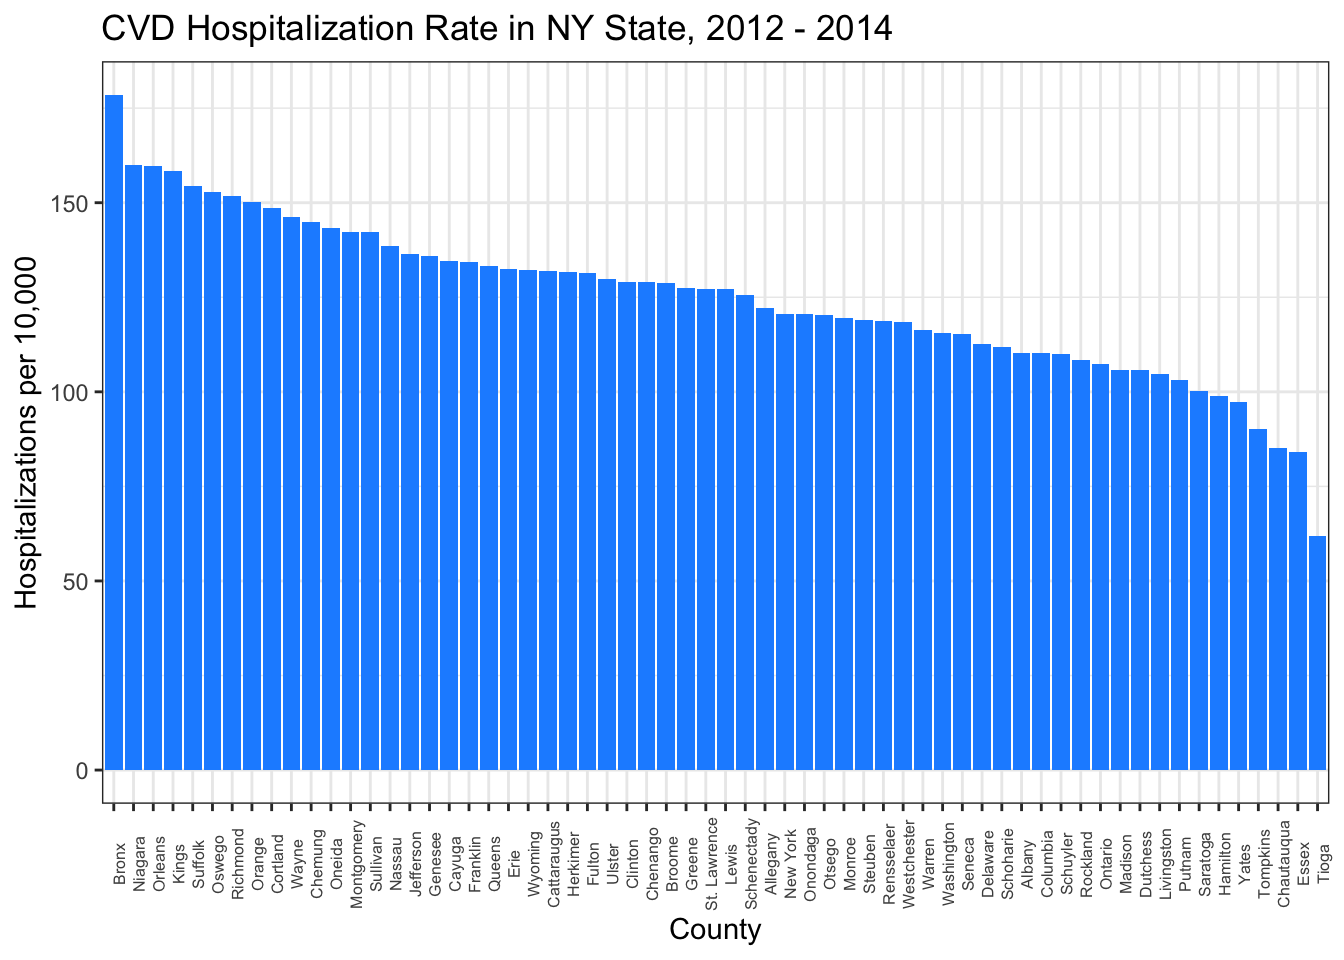 CVD Hospitalization Rate in NY State, 2012 - 2014
Hospitalizations per 10,000
150
100
50
0
Bronx
Niagara
Orleans
Kings
Suffolk
Oswego
Richmond
Orange
Cortland
Wayne
Chemung
Oneida
Montgomery
Sullivan
Nassau
Jefferson
Genesee
Cayuga
Franklin
Queens
Erie
Wyoming
Cattaraugus
Herkimer
Fulton
Ulster
Clinton
Chenango
Broome
Greene
St. Lawrence
Lewis
Schenectady
Allegany
New York
Onondaga
Otsego
Monroe
Steuben
Rensselaer
Westchester
Warren
Washington
Seneca
Delaware
Schoharie
Albany
Columbia
Schuyler
Rockland
Ontario
Madison
Dutchess
Livingston
Putnam
Saratoga
Hamilton
Yates
Tompkins
Chautauqua
Essex
Tioga
County